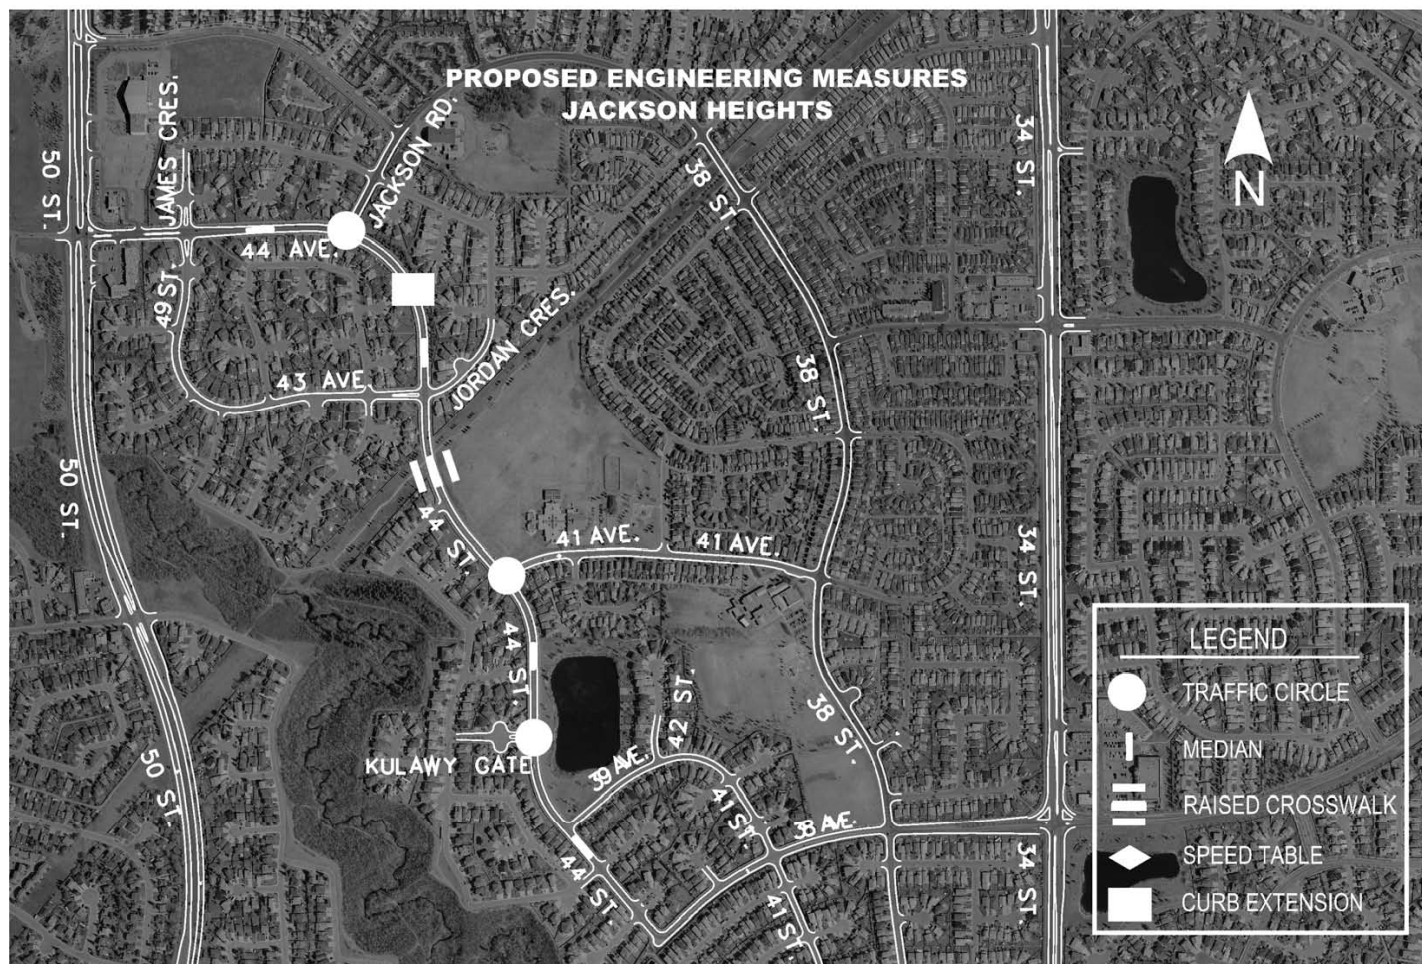 PROPOSED ENGINEERING MEASURES
JACKSON HEIGHTS
JAMES CRES.
JACKSON RD.
50 ST.
38 ST.
34 ST.
N
44 AVE.
49 ST.
JORDAN CRES.
43 AVE.
38 ST.
50 ST.
44 ST.
41 AVE.
41 AVE.
34 ST.
44 ST.
42 ST.
38 ST.
KULAWY GATE
39 AVE.
50 ST.
41 ST.
38 AVE.
44 ST.
41 ST.
34 ST.
LEGEND
TRAFFIC CIRCLE
MEDIAN
RAISED CROSSWALK
SPEED TABLE
CURB EXTENSION